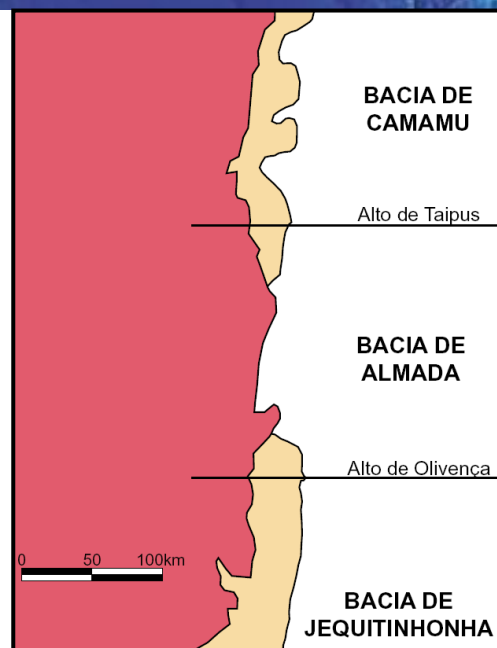 BACIA DE
CAMAMU
Alto de Taipus
BACIA DE
ALMADA
Alto de Olivença
0 50 100km
BACIA DE
JEQUITINHONHA